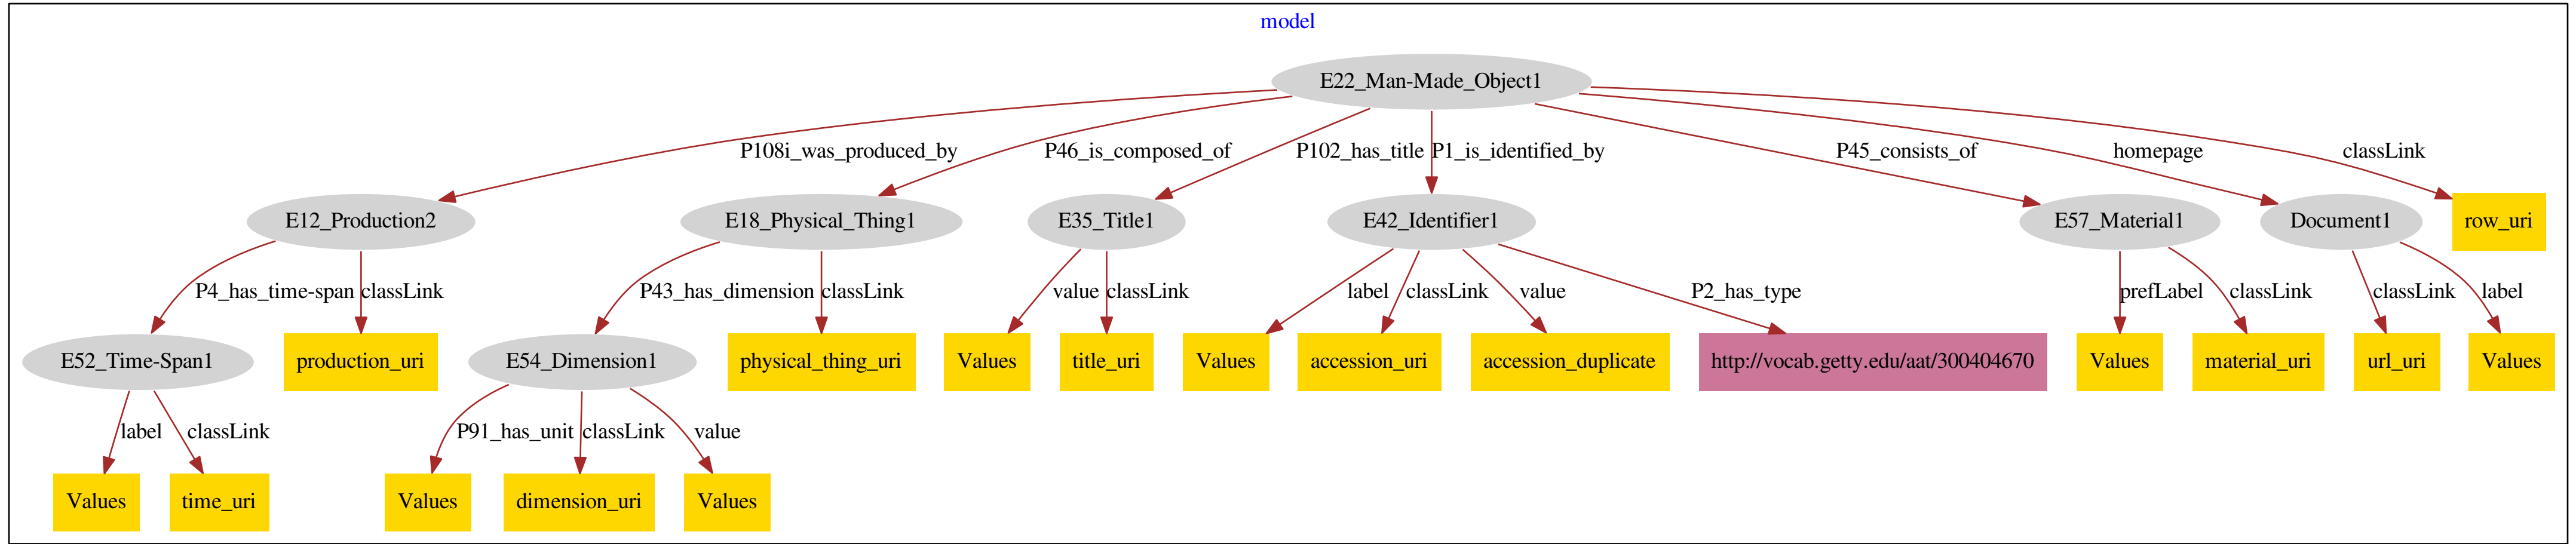 model
E22_Man-Made_Object1
P108i_was_produced_by P46_is_composed_of P102_has_title P1_is_identified_by P45_consists_of homepage classLink
E12_Production2 E18_Physical_Thing1 E35_Title1 E42_Identifier1 E57_Material1 Document1 row_uri
P4_has_time-span classLink P43_has_dimension classLink value classLink label classLink value P2_has_type prefLabel classLink classLink label
E52_Time-Span1 production_uri E54_Dimension1 physical_thing_uri Values title_uri Values accession_uri accession_duplicate http://vocab.getty.edu/aat/300404670 Values material_uri url_uri Values
label classLink P91_has_unit classLink value
Values time_uri Values dimension_uri Values